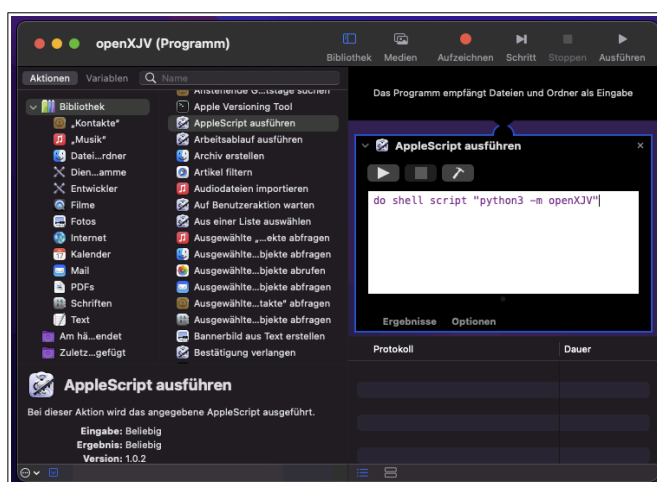 openXJV (Programm)
Bibliothek Medien Aufzeichnen Schritt Stoppen Ausführen
Aktionen Variablen Name
Bibliothek
„Kontakte“
„Musik“
Datei...rdner
Dien...amme
Entwickler
Filme
Fotos
Internet
Kalender
Mail
PDFs
Schriften
Text
Am hä...endet
Zuletz...gefügt
Anstehende G...tstage suchen
Apple Versioning Tool
AppleScript ausführen
Arbeitsablauf ausführen
Archiv erstellen
Artikel filtern
Audiodateien importieren
Auf Benutzeraktion warten
Aus einer Liste auswählen
Ausgewählte „...ekte abfragen
Ausgewählte...bjekte abfragen
Ausgewählte...bjekte abrufen
Ausgewählte...bjekte abfragen
Ausgewählte...takte“ abfragen
Ausgewählte...bjekte abfragen
Bannerbild aus Text erstellen
Bestätigung verlangen
AppleScript ausführen
Bei dieser Aktion wird das angegebene AppleScript ausgeführt.
Eingabe: Beliebig
Ergebnis: Beliebig
Version: 1.0.2
Das Programm empfängt Dateien und Ordner als Eingabe
AppleScript ausführen
do shell script "python3 -m openXJV"
Ergebnisse Optionen
Protokoll Dauer